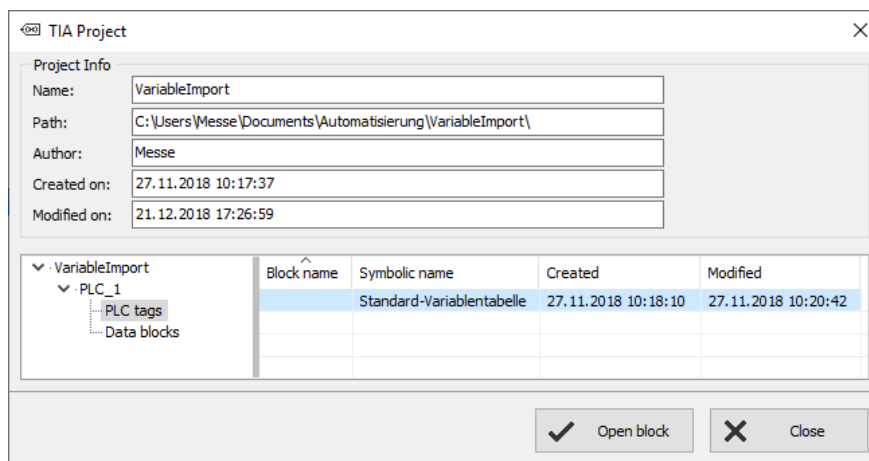 TIA Project
Project Info
Name: VariableImport
Path: C:\Users\Messe\Documents\Automatisierung\VariableImport\
Author: Messe
Created on: 27.11.2018 10:17:37
Modified on: 21.12.2018 17:26:59
VariableImport
PLC_1
PLC tags
Data blocks
Block name Symbolic name Created Modified
Standard-Variablentabelle 27.11.2018 10:18:10 27.11.2018 10:20:42
Open block Close